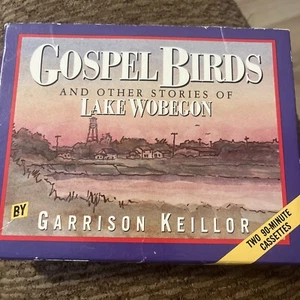 GOSPEL BIRDS
AND OTHER STORIES OF
LAKE WOBEGON
BY
GARRISON KEILLOR
TWO 90-MINUTE
CASSETTES